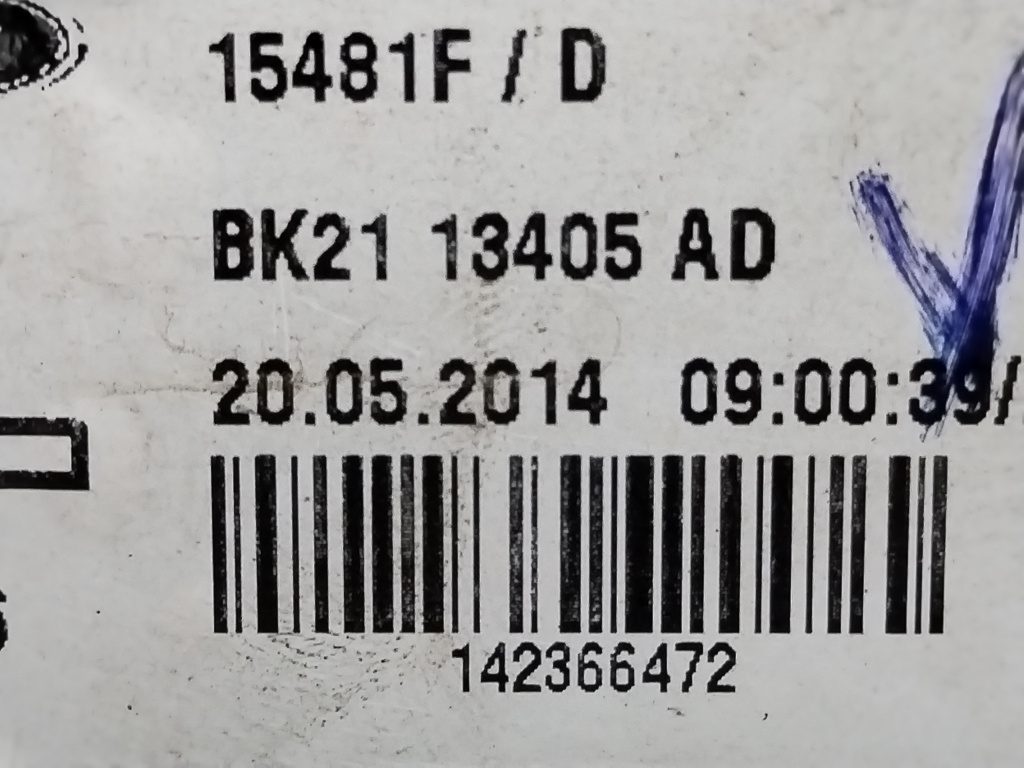 15481F / D
BK21 13405 AD
20.05.2014 09:00:39/
142366472